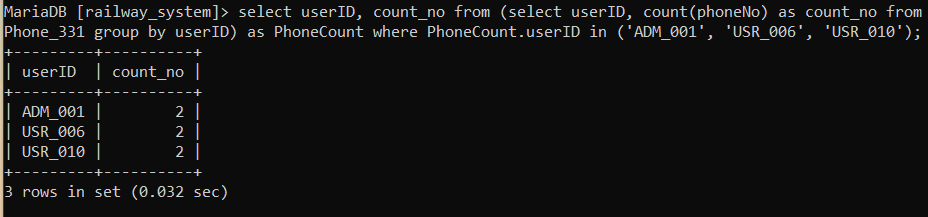 MariaDB [railway_system]> select userID, count_no from (select userID, count(phoneNo) as count_no from
Phone_331 group by userID) as PhoneCount where PhoneCount.userID in ('ADM_001', 'USR_006', 'USR_010');
+---------+----------+
| userID  | count_no |
+---------+----------+
| ADM_001 |        2 |
| USR_006 |        2 |
| USR_010 |        2 |
+---------+----------+
3 rows in set (0.032 sec)